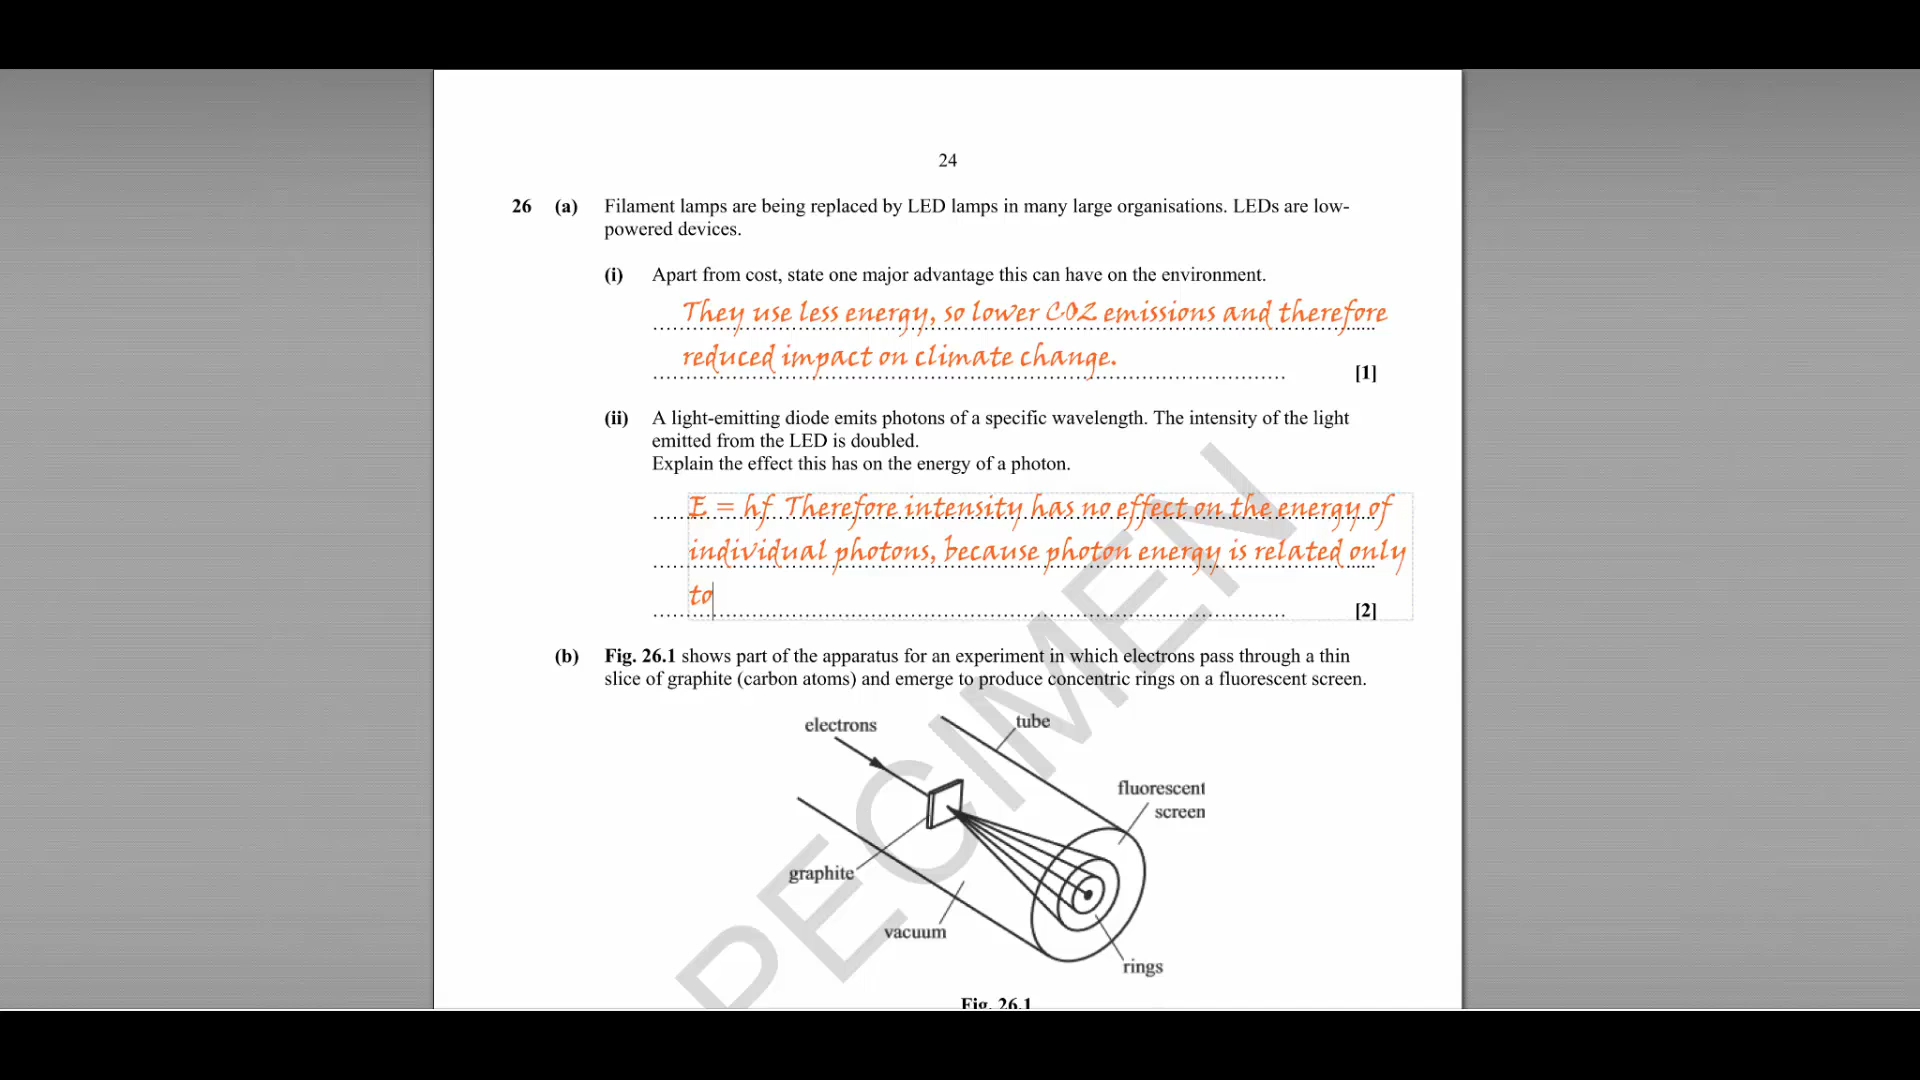 24
26 (a) Filament lamps are being replaced by LED lamps in many large organisations. LEDs are low-
powered devices.
(i) Apart from cost, state one major advantage this can have on the environment.
They use less energy, so lower CO2 emissions and therefore
reduced impact on climate change.
[1]
(ii) A light-emitting diode emits photons of a specific wavelength. The intensity of the light
emitted from the LED is doubled.
Explain the effect this has on the energy of a photon.
E = hf Therefore intensity has no effect on the energy of
individual photons, because photon energy is related only
to
[2]
(b) Fig. 26.1 shows part of the apparatus for an experiment in which electrons pass through a thin
slice of graphite (carbon atoms) and emerge to produce concentric rings on a fluorescent screen.
electrons
tube
fluorescent
screen
graphite
vacuum
rings
Fig. 26.1
PECIMEN